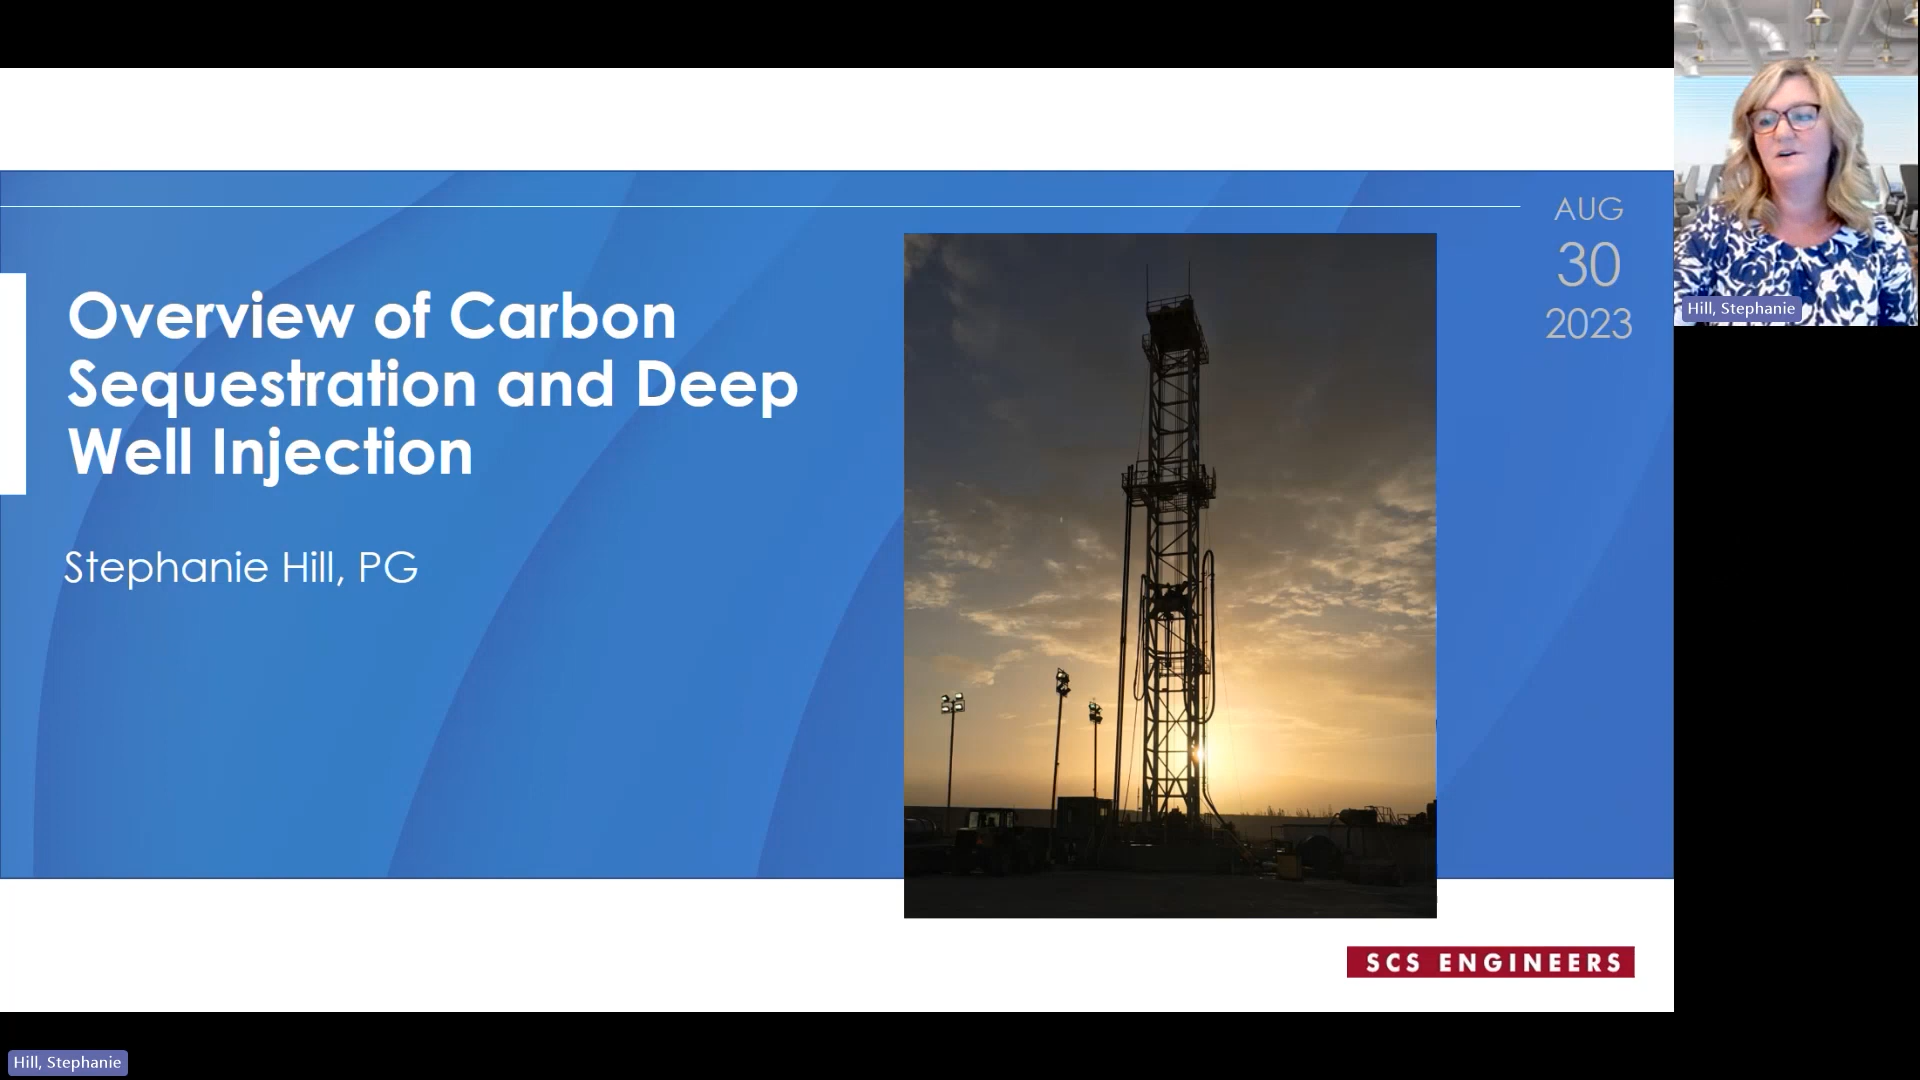 AUG
30
2023
Overview of Carbon
Sequestration and Deep
Well Injection
Stephanie Hill, PG
SCS ENGINEERS
Hill, Stephanie
Hill, Stephanie